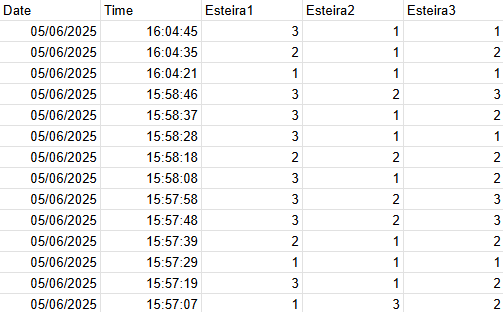 Date Time Esteira1 Esteira2 Esteira3
05/06/2025 16:04:45 3 1 1
05/06/2025 16:04:35 2 1 2
05/06/2025 16:04:21 1 1 1
05/06/2025 15:58:46 3 2 3
05/06/2025 15:58:37 3 1 2
05/06/2025 15:58:28 3 1 1
05/06/2025 15:58:18 2 2 2
05/06/2025 15:58:08 3 1 2
05/06/2025 15:57:58 3 2 3
05/06/2025 15:57:48 3 2 3
05/06/2025 15:57:39 2 1 2
05/06/2025 15:57:29 1 1 1
05/06/2025 15:57:19 3 1 2
05/06/2025 15:57:07 1 3 2